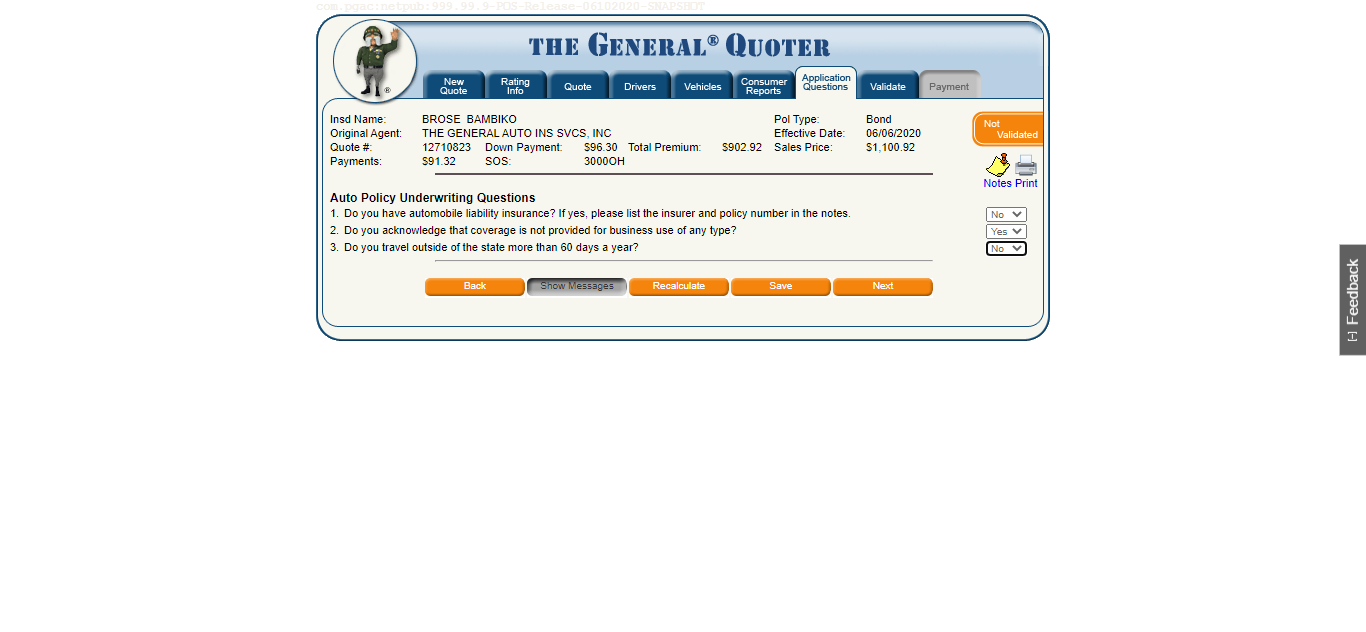 com.pgac:netpub:999.99.9-POS-Release-06102020-SNAPSHOT
THE GENERAL® QUOTER
New Quote
Rating Info
Quote
Drivers
Vehicles
Consumer Reports
Application Questions
Validate
Payment
®
Insd Name: BROSE BAMBIKO Pol Type: Bond
Original Agent: THE GENERAL AUTO INS SVCS, INC Effective Date: 06/06/2020
Quote #: 12710823 Down Payment: $96.30 Total Premium: $902.92 Sales Price: $1,100.92
Payments: $91.32 SOS: 3000OH
Not
Validated
Notes Print
Auto Policy Underwriting Questions
1. Do you have automobile liability insurance? If yes, please list the insurer and policy number in the notes. No
2. Do you acknowledge that coverage is not provided for business use of any type? Yes
3. Do you travel outside of the state more than 60 days a year? No
Back Show Messages Recalculate Save Next
[-] Feedback